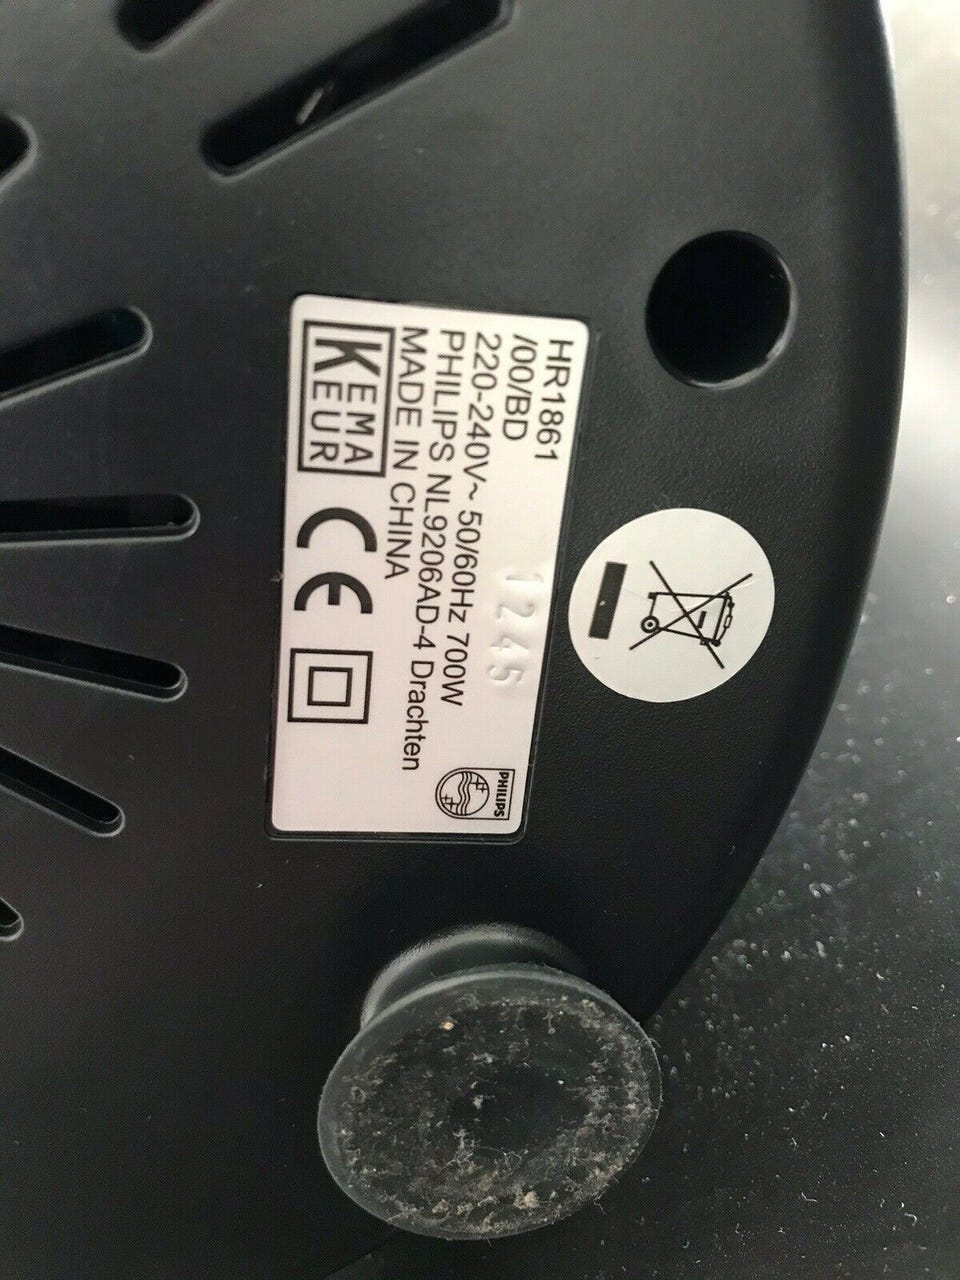 HR1861
/00/BD
220-240V~ 50/60Hz 700W
PHILIPS NL9206AD-4 Drachten
MADE IN CHINA
1245
KEMA
KEUR
CE
PHILIPS